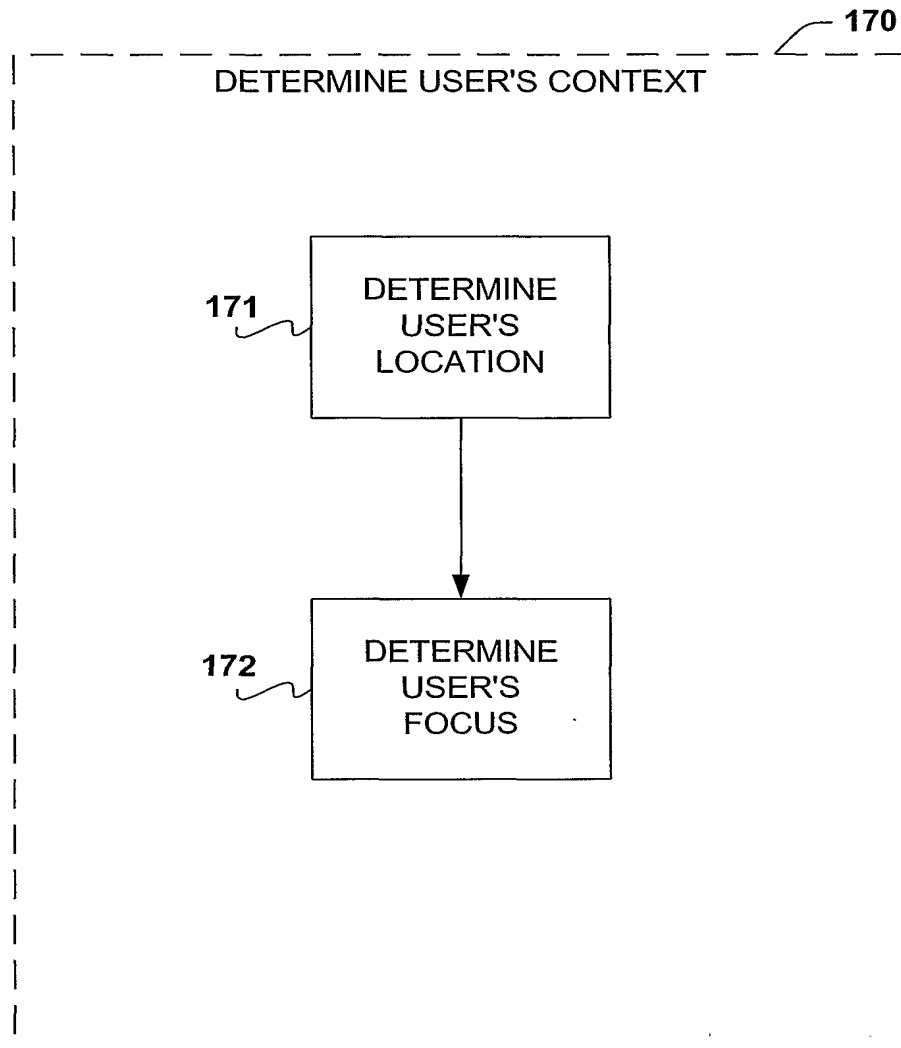 170
DETERMINE USER'S CONTEXT
171
DETERMINE
USER'S
LOCATION
172
DETERMINE
USER'S
FOCUS